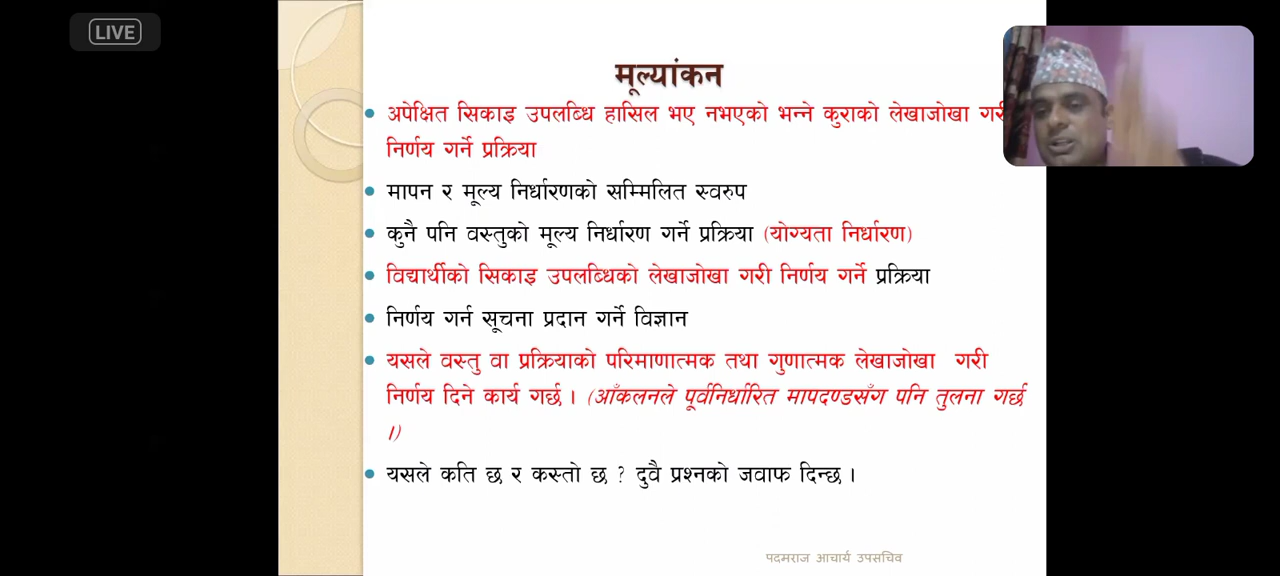 LIVE
मूल्यांकन
अपेक्षित सिकाइ उपलब्धि हासिल भए नभएको भन्ने कुराको लेखाजोखा गरी
निर्णय गर्ने प्रक्रिया
मापन र मूल्य निर्धारणको सम्मिलित स्वरुप
कुनै पनि वस्तुको मूल्य निर्धारण गर्ने प्रक्रिया (योग्यता निर्धारण)
विद्यार्थीको सिकाइ उपलब्धिको लेखाजोखा गरी निर्णय गर्ने प्रक्रिया
निर्णय गर्न सूचना प्रदान गर्ने विज्ञान
यसले वस्तु वा प्रक्रियाको परिमाणात्मक तथा गुणात्मक लेखाजोखा गरी
निर्णय दिने कार्य गर्छ । (आँकलनले पूर्वनिर्धारित मापदण्डसँग पनि तुलना गर्छ
।)
यसले कति छ र कस्तो छ ? दुवै प्रश्नको जवाफ दिन्छ ।
पदमराज आचार्य उपसचिव